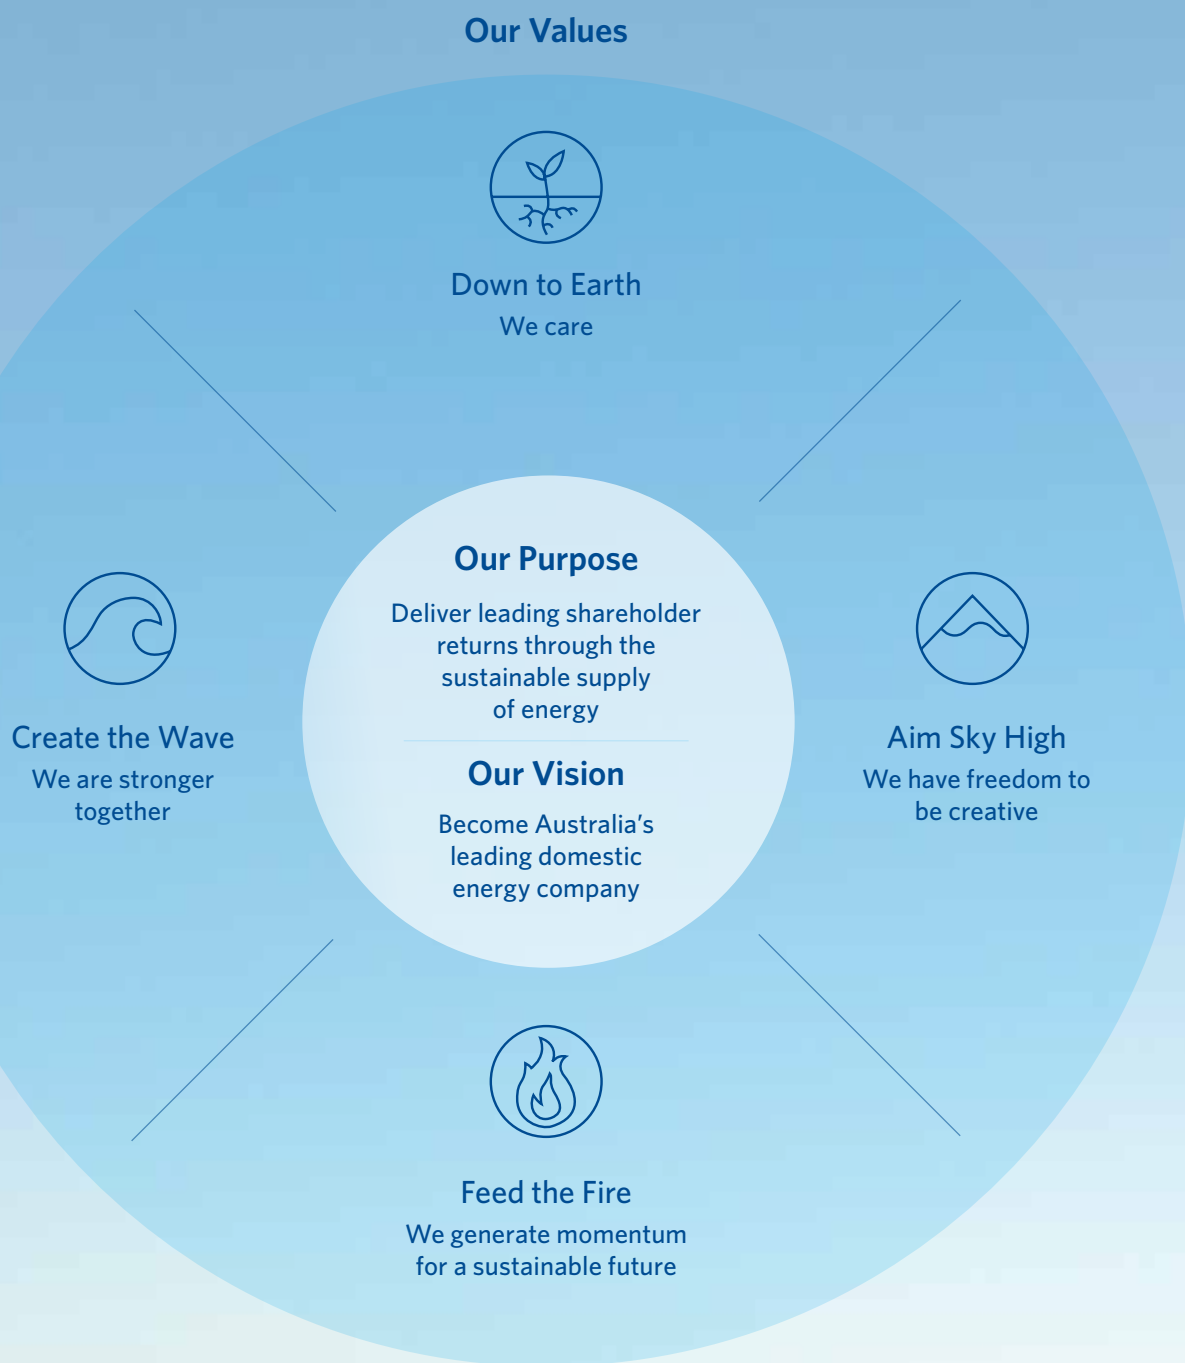 Our Values
Down to Earth
We care
Our Purpose
Deliver leading shareholder
returns through the
sustainable supply
of energy
Our Vision
Become Australia’s
leading domestic
energy company
Create the Wave
We are stronger
together
Aim Sky High
We have freedom to
be creative
Feed the Fire
We generate momentum
for a sustainable future